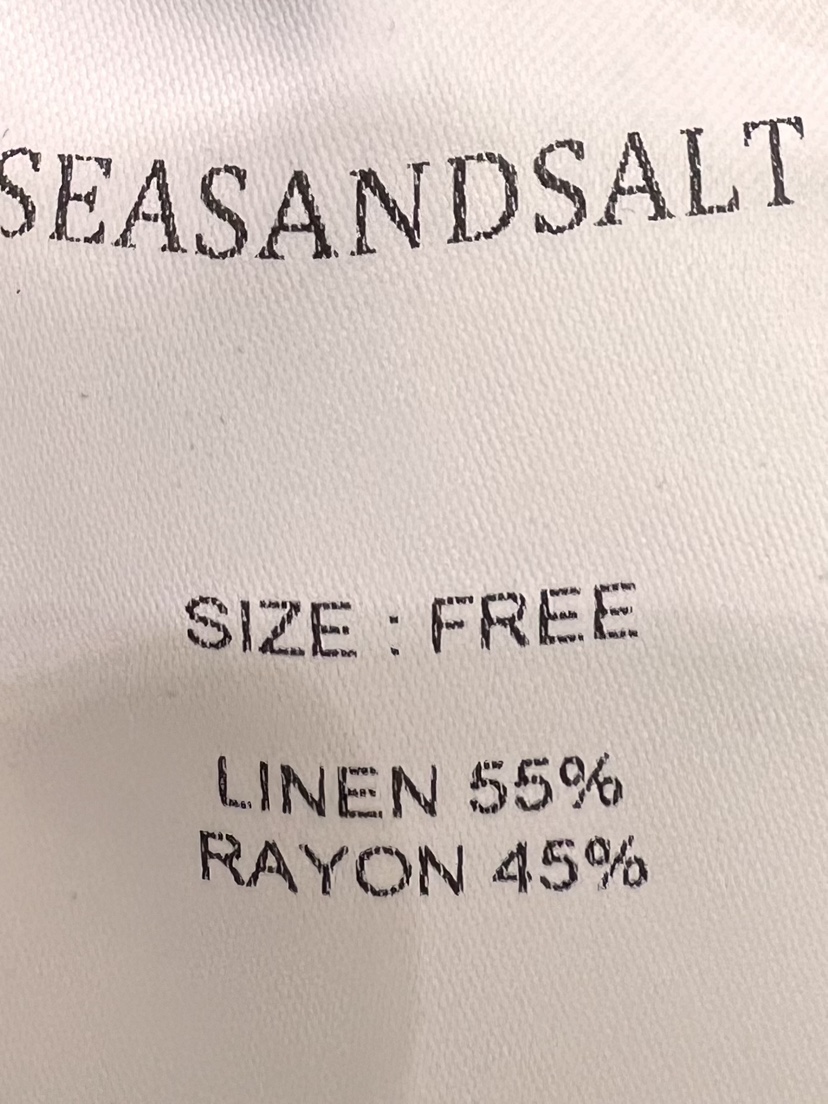 SEASANDSALT
SIZE : FREE
LINEN 55%
RAYON 45%